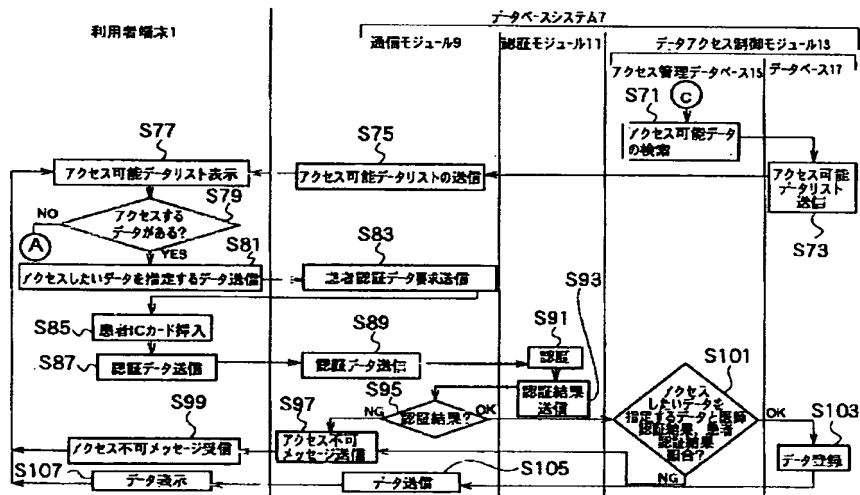 データベースシステム7
利用者端末1
通信モジュール9
認証モジュール11
データアクセス制御モジュール13
アクセス管理データベース15
データベース17
S71
C
アクセス可能データ
の検索
S77
S75
アクセス可能データリスト表示
アクセス可能データリストの送信
アクセス可能
データリスト
送信
S73
S79
NO
アクセスする
データがある?
A
YES
S81
S83
アクセスしたいデータを指定するデータ送信
患者認証データ要求送信
S93
S85
患者ICカード挿入
S87
認証データ送信
S89
認証データ送信
S91
認証
認証結果
送信
S95
NG
認証結果?
OK
S101
アクセス
したいデータを
指定するデータと医師
認証結果、患者
認証結果
照合?
OK
NG
S103
データ登録
S97
アクセス不可
メッセージ送信
S99
アクセス不可メッセージ受信
S107
データ表示
S105
データ送信